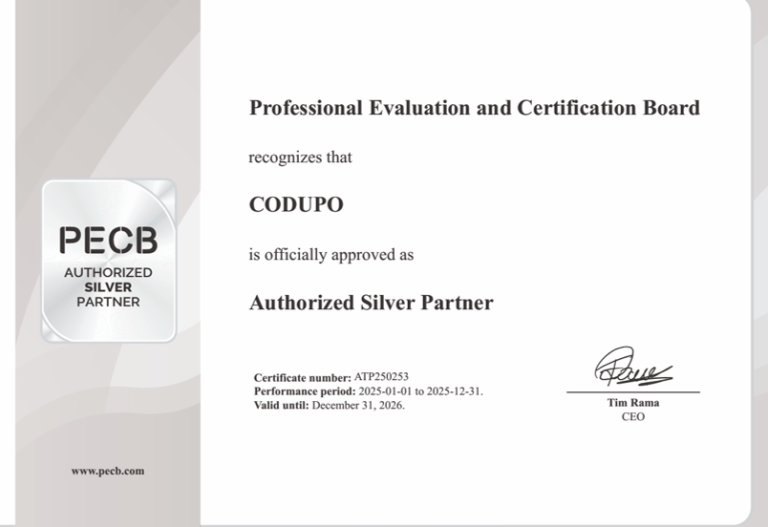 Professional Evaluation and Certification Board
recognizes that
CODUPO
is officially approved as
Authorized Silver Partner
PECB
AUTHORIZED
SILVER
PARTNER
Certificate number: ATP250253
Performance period: 2025-01-01 to 2025-12-31.
Valid until: December 31, 2026.
Tim Rama
CEO
www.pecb.com